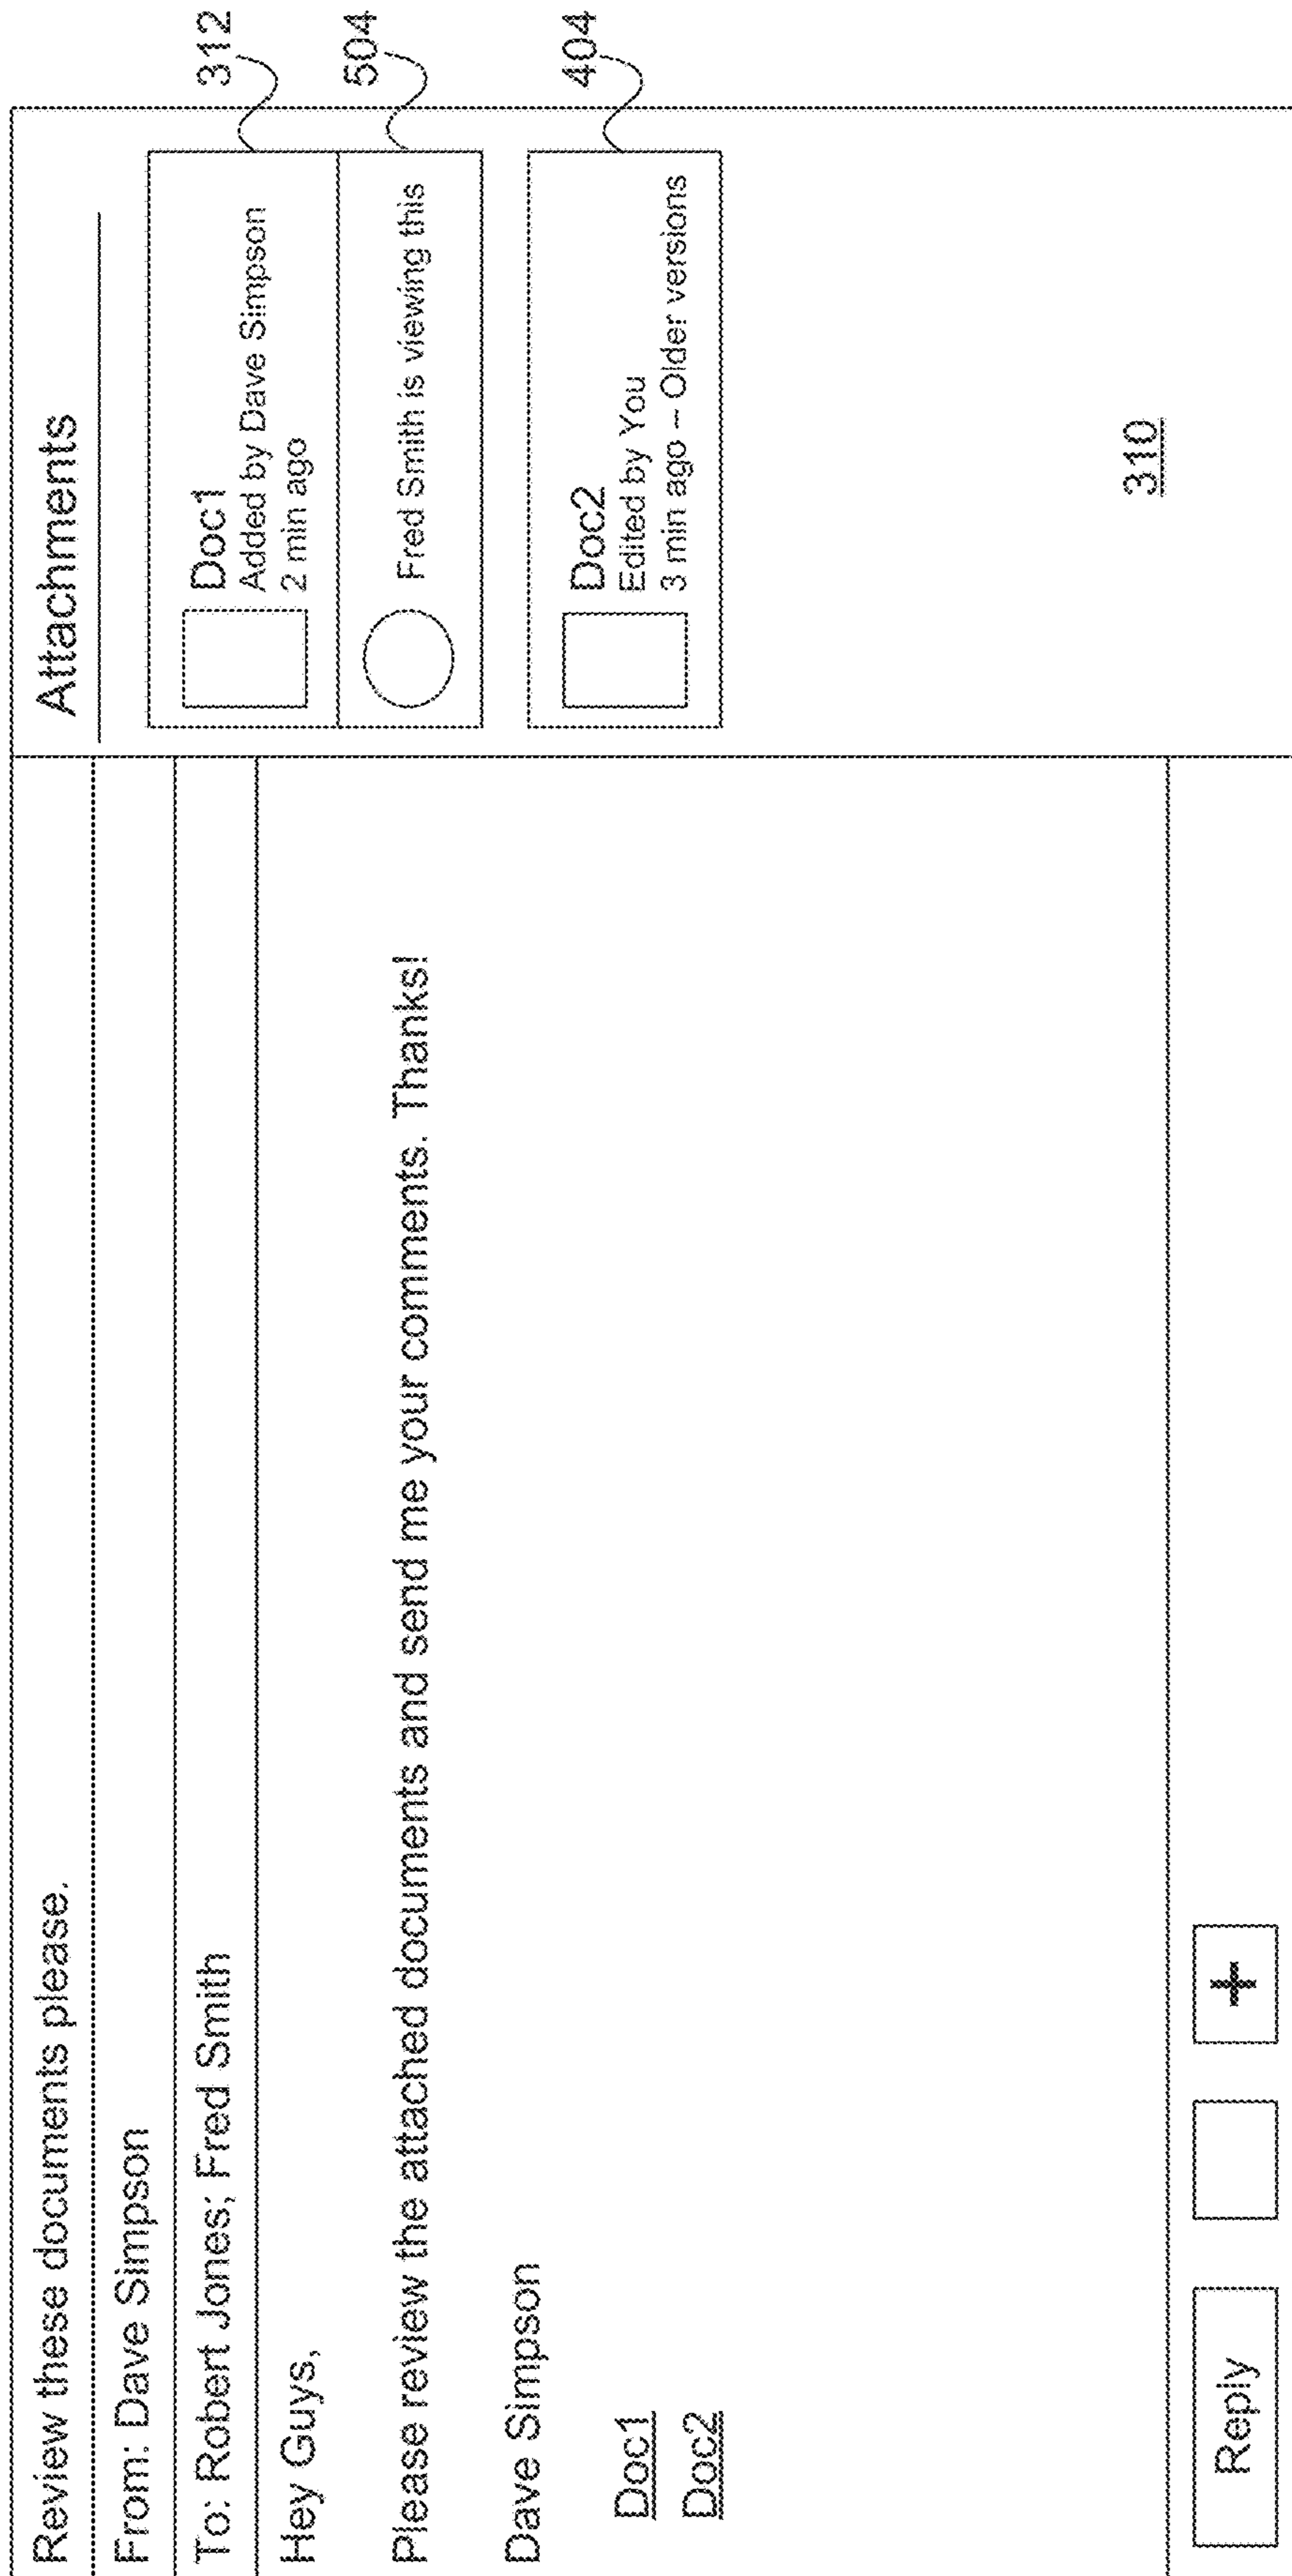 Review these documents please.
From: Dave Simpson
To: Robert Jones; Fred Smith
Hey Guys,
Please review the attached documents and send me your comments. Thanks!
Dave Simpson
Doc1
Doc2
Reply
+
Attachments
Doc1
Added by Dave Simpson
2 min ago
312
Fred Smith is viewing this
504
Doc2
Edited by You
3 min ago – Older versions
404
310